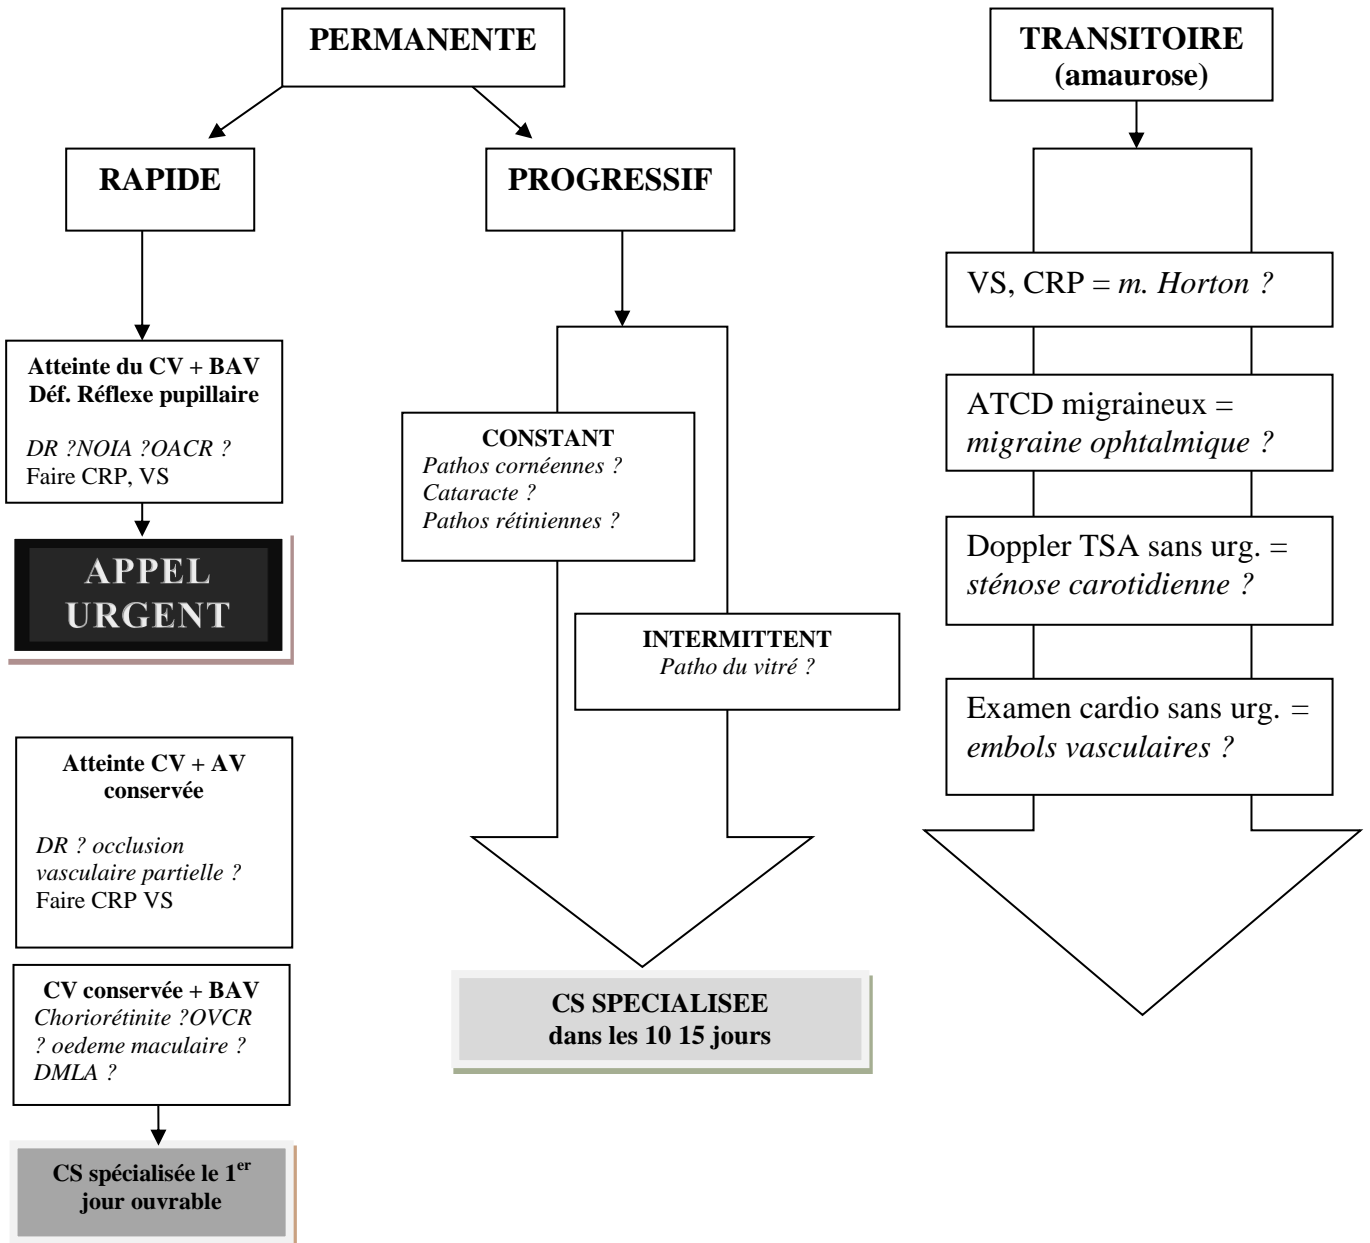 PERMANENTE
TRANSITOIRE
(amaurose)
RAPIDE
PROGRESSIF
VS, CRP = m. Horton ?
Atteinte du CV + BAV
Déf. Réflexe pupillaire
DR ?NOIA ?OACR ?
Faire CRP, VS
ATCD migraineux =
migraine ophtalmique ?
CONSTANT
Pathos cornéennes ?
Cataracte ?
Pathos rétiniennes ?
APPEL
URGENT
Doppler TSA sans urg. =
sténose carotidienne ?
INTERMITTENT
Patho du vitré ?
Examen cardio sans urg. =
embols vasculaires ?
Atteinte CV + AV
conservée
DR ? occlusion
vasculaire partielle ?
Faire CRP VS
CV conservée + BAV
Choriorétinite ?OVCR
? oedeme maculaire ?
DMLA ?
CS SPECIALISEE
dans les 10 15 jours
CS spécialisée le 1er
jour ouvrable